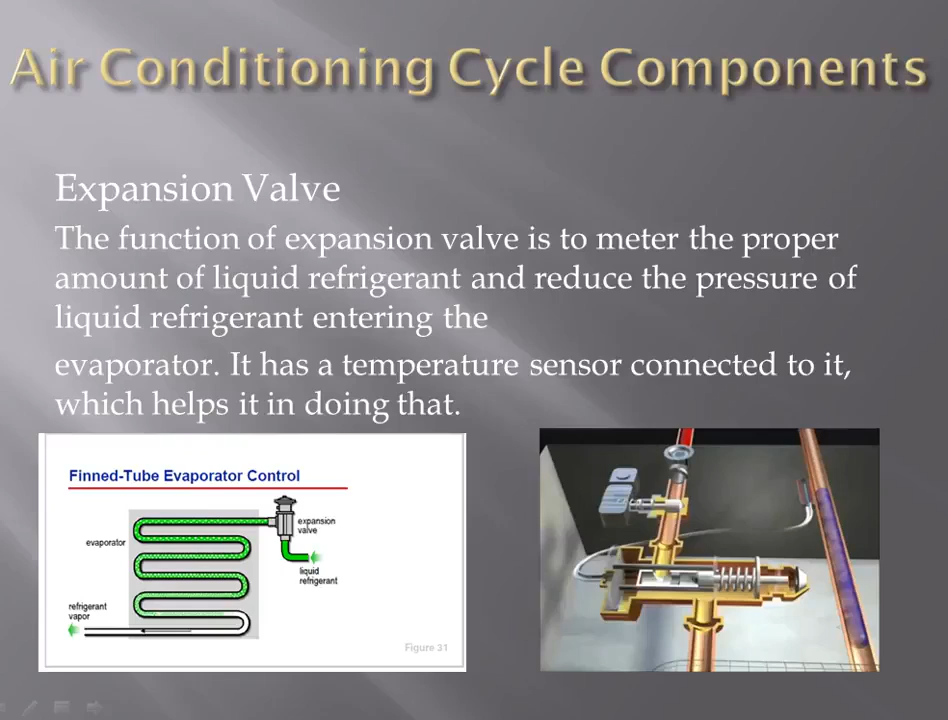 Air Conditioning Cycle Components
Expansion Valve
The function of expansion valve is to meter the proper
amount of liquid refrigerant and reduce the pressure of
liquid refrigerant entering the
evaporator. It has a temperature sensor connected to it,
which helps it in doing that.
Finned-Tube Evaporator Control
expansion
valve
evaporator
liquid
refrigerant
refrigerant
vapor
Figure 31